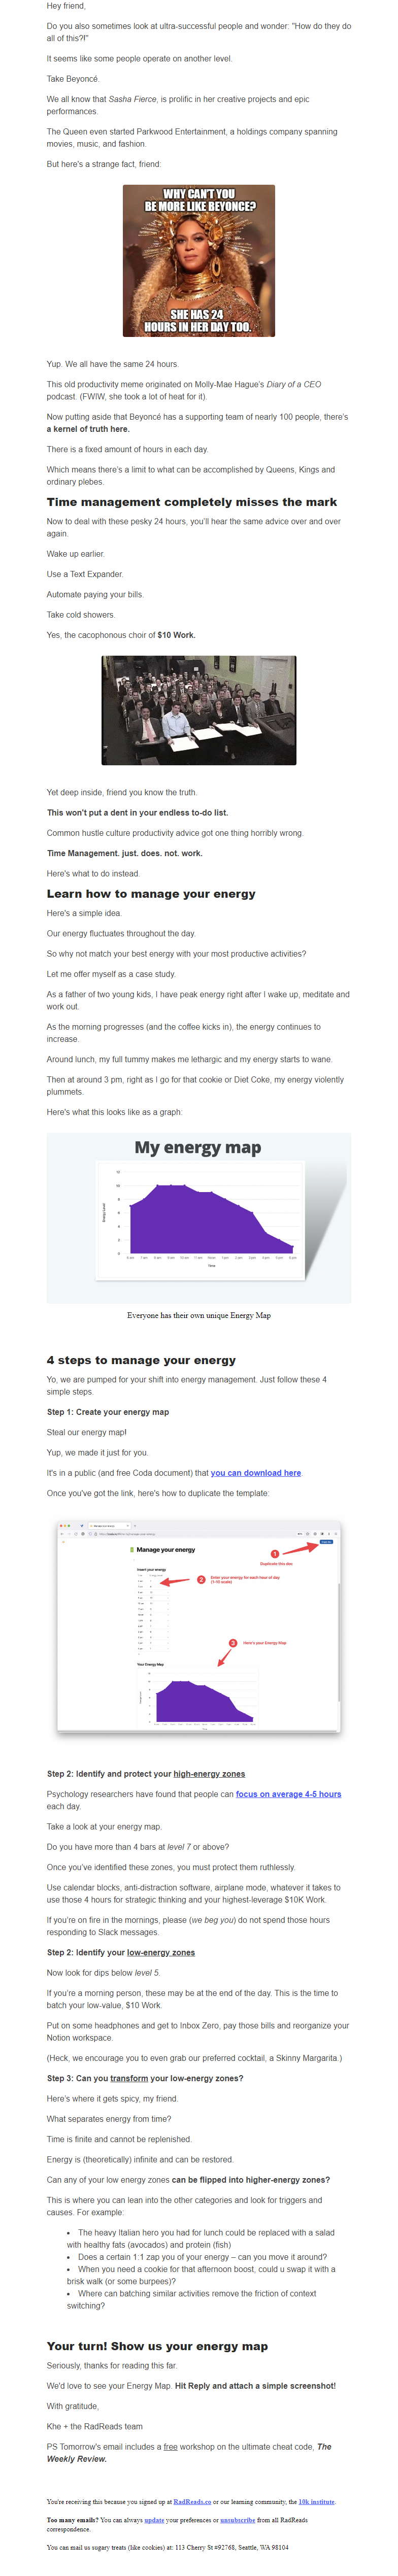 Hey friend,
Do you also sometimes look at ultra-successful people and wonder: "How do they do
all of this?!"
It seems like some people operate on another level.
Take Beyoncé.
We all know that Sasha Fierce, is prolific in her creative projects and epic
performances.
The Queen even started Parkwood Entertainment, a holdings company spanning
movies, music, and fashion.
But here's a strange fact, friend:
WHY CAN'T YOU
BE MORE LIKE BEYONCE?
SHE HAS 24
HOURS IN HER DAY TOO.
Yup. We all have the same 24 hours.
This old productivity meme originated on Molly-Mae Hague's Diary of a CEO
podcast. (FWIW, she took a lot of heat for it).
Now putting aside that Beyoncé has a supporting team of nearly 100 people, there's
a kernel of truth here.
There is a fixed amount of hours in each day.
Which means there's a limit to what can be accomplished by Queens, Kings and
ordinary plebes.
Time management completely misses the mark
Now to deal with these pesky 24 hours, you'll hear the same advice over and over
again.
Wake up earlier.
Use a Text Expander.
Automate paying your bills.
Take cold showers.
Yes, the cacophonous choir of $10 Work.
Yet deep inside, friend you know the truth.
This won't put a dent in your endless to-do list.
Common hustle culture productivity advice got one thing horribly wrong.
Time Management. just. does. not. work.
Here's what to do instead.
Learn how to manage your energy
Here's a simple idea.
Our energy fluctuates throughout the day.
So why not match your best energy with your most productive activities?
Let me offer myself as a case study.
As a father of two young kids, I have peak energy right after I wake up, meditate and
work out.
As the morning progresses (and the coffee kicks in), the energy continues to
increase.
Around lunch, my full tummy makes me lethargic and my energy starts to wane.
Then at around 3 pm, right as I go for that cookie or Diet Coke, my energy violently
plummets.
Here's what this looks like as a graph:
My energy map
Everyone has their own unique Energy Map
4 steps to manage your energy
Yo, we are pumped for your shift into energy management. Just follow these 4
simple steps.
Step 1: Create your energy map
Steal our energy map!
Yup, we made it just for you.
It's in a public (and free Coda document) that you can download here.
Once you've got the link, here's how to duplicate the template:
Manage your energy
1
Duplicate this doc
Insert your energy
2 Enter your energy for each hour of day
(1-10 scale)
3 Here's your Energy Map
Your Energy Map
Step 2: Identify and protect your high-energy zones
Psychology researchers have found that people can focus on average 4-5 hours
each day.
Take a look at your energy map.
Do you have more than 4 bars at level 7 or above?
Once you've identified these zones, you must protect them ruthlessly.
Use calendar blocks, anti-distraction software, airplane mode, whatever it takes to
use those 4 hours for strategic thinking and your highest-leverage $10K Work.
If you're on fire in the mornings, please (we beg you) do not spend those hours
responding to Slack messages.
Step 2: Identify your low-energy zones
Now look for dips below level 5.
If you're a morning person, these may be at the end of the day. This is the time to
batch your low-value, $10 Work.
Put on some headphones and get to Inbox Zero, pay those bills and reorganize your
Notion workspace.
(Heck, we encourage you to even grab our preferred cocktail, a Skinny Margarita.)
Step 3: Can you transform your low-energy zones?
Here's where it gets spicy, my friend.
What separates energy from time?
Time is finite and cannot be replenished.
Energy is (theoretically) infinite and can be restored.
Can any of your low energy zones can be flipped into higher-energy zones?
This is where you can lean into the other categories and look for triggers and
causes. For example:
• The heavy Italian hero you had for lunch could be replaced with a salad
with healthy fats (avocados) and protein (fish)
• Does a certain 1:1 zap you of your energy – can you move it around?
• When you need a cookie for that afternoon boost, could u swap it with a
brisk walk (or some burpees)?
• Where can batching similar activities remove the friction of context
switching?
Your turn! Show us your energy map
Seriously, thanks for reading this far.
We'd love to see your Energy Map. Hit Reply and attach a simple screenshot!
With gratitude,
Khe + the RadReads team
PS Tomorrow's email includes a free workshop on the ultimate cheat code, The
Weekly Review.
You're receiving this because you signed up at RadReads.co or our learning community, the 10k institute.
Too many emails? You can always update your preferences or unsubscribe from all RadReads
correspondence.
You can mail us sugary treats (like cookies) at: 113 Cherry St #92768, Seattle, WA 98104